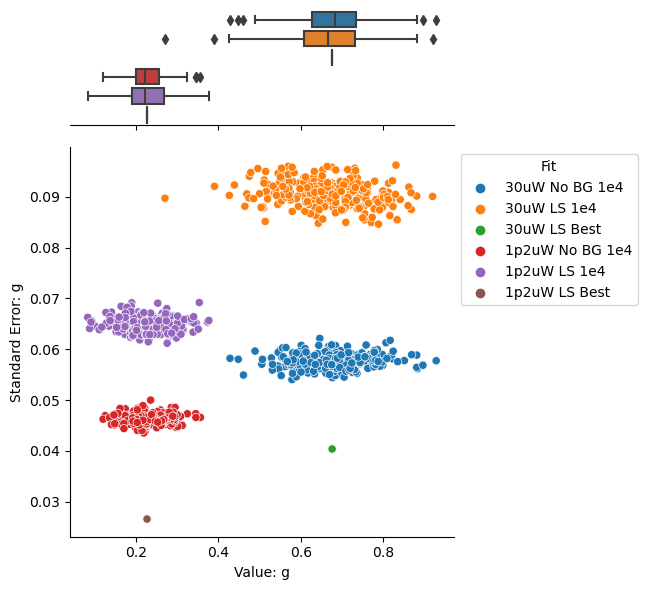 Fit
30uW No BG 1e4
30uW LS 1e4
30uW LS Best
1p2uW No BG 1e4
1p2uW LS 1e4
1p2uW LS Best
Standard Error: g
0.09
0.08
0.07
0.06
0.05
0.04
0.03
0.2 0.4 0.6 0.8
Value: g